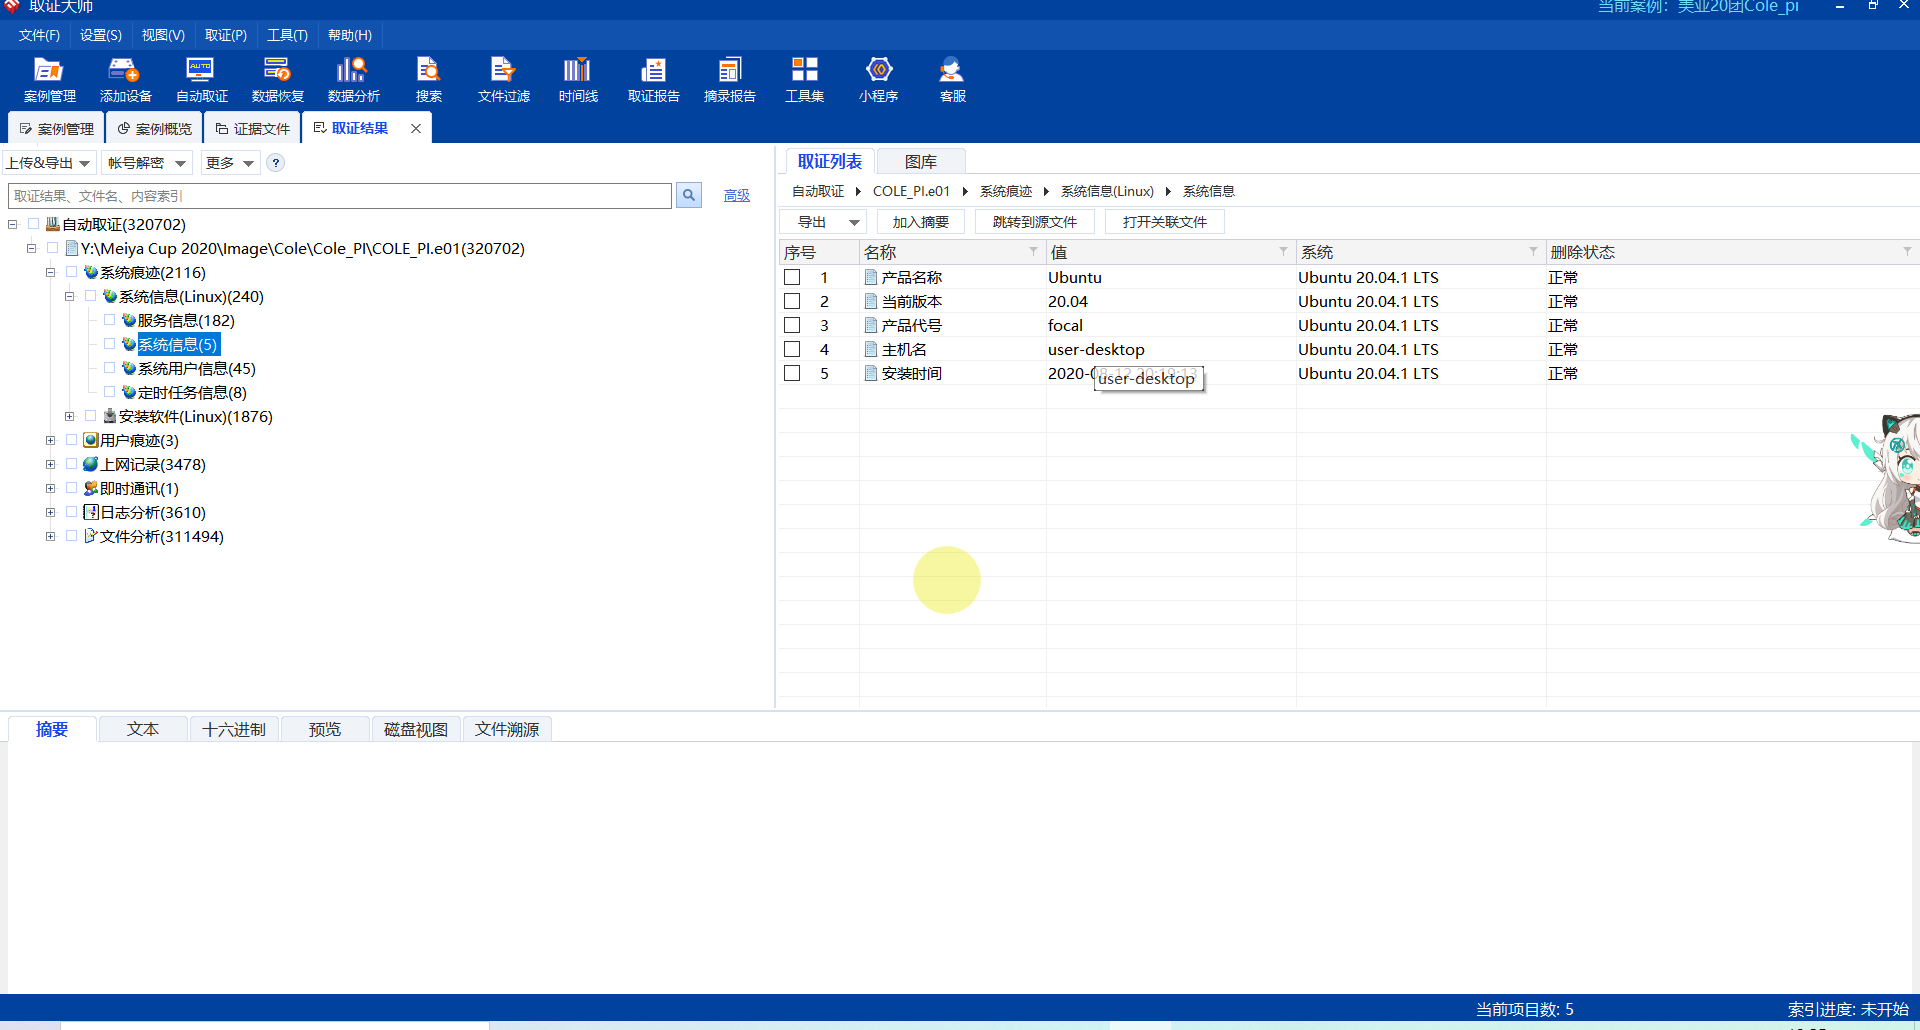 取证大师
当前案例：美亚20团Cole_pi
文件(F) 设置(S) 视图(V) 取证(P) 工具(T) 帮助(H)
案例管理 添加设备 自动取证 数据恢复 数据分析 搜索 文件过滤 时间线 取证报告 摘录报告 工具集 小程序 客服
案例管理 案例概览 证据文件 取证结果
上传&导出 帐号解密 更多 ?
取证结果、文件名、内容索引 高级
自动取证(320702)
Y:\Meiya Cup 2020\Image\Cole\Cole_PI\COLE_PI.e01(320702)
系统痕迹(2116)
系统信息(Linux)(240)
服务信息(182)
系统信息(5)
系统用户信息(45)
定时任务信息(8)
安装软件(Linux)(1876)
用户痕迹(3)
上网记录(3478)
即时通讯(1)
日志分析(3610)
文件分析(311494)
取证列表 图库
自动取证 COLE_PI.e01 系统痕迹 系统信息(Linux) 系统信息
导出 加入摘要 跳转到源文件 打开关联文件
序号 名称 值 系统 删除状态
1 产品名称 Ubuntu Ubuntu 20.04.1 LTS 正常
2 当前版本 20.04 Ubuntu 20.04.1 LTS 正常
3 产品代号 focal Ubuntu 20.04.1 LTS 正常
4 主机名 user-desktop Ubuntu 20.04.1 LTS 正常
5 安装时间 2020-08-12 20:19:13 Ubuntu 20.04.1 LTS 正常
user-desktop
摘要 文本 十六进制 预览 磁盘视图 文件溯源
当前项目数: 5 索引进度: 未开始